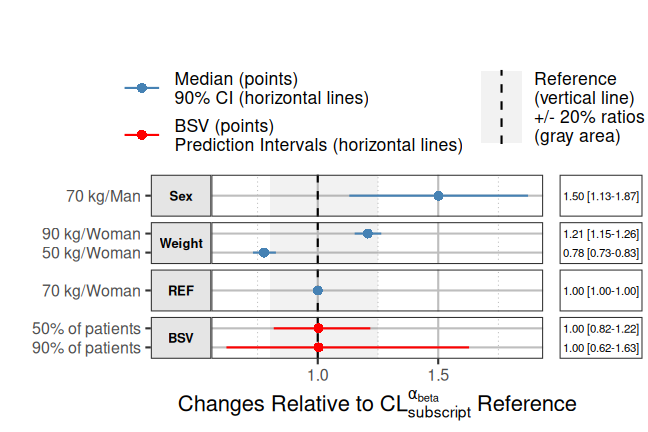 Median (points)
90% CI (horizontal lines)
BSV (points)
Prediction Intervals (horizontal lines)
Reference
(vertical line)
+/- 20% ratios
(gray area)
70 kg/Man
Sex
1.50 [1.13-1.87]
90 kg/Woman
50 kg/Woman
Weight
1.21 [1.15-1.26]
0.78 [0.73-0.83]
70 kg/Woman
REF
1.00 [1.00-1.00]
50% of patients
90% of patients
BSV
1.00 [0.82-1.22]
1.00 [0.62-1.63]
1.0
1.5
Changes Relative to CL subscript α beta Reference